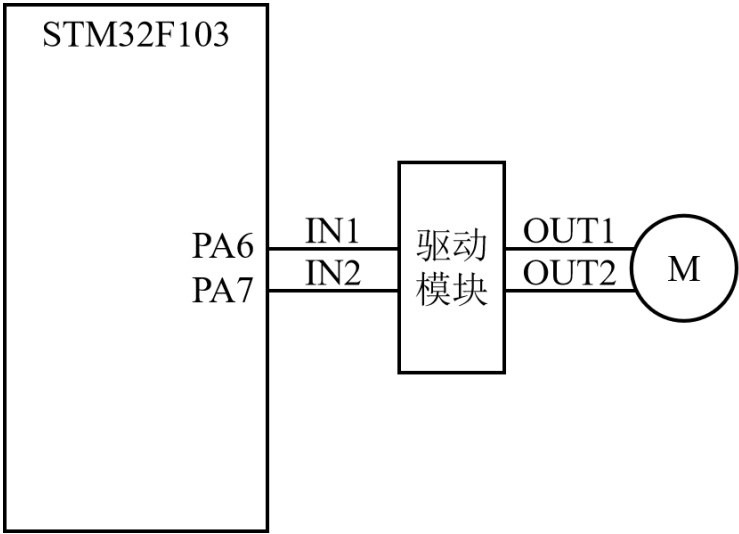 STM32F103
PA6
PA7
IN1
IN2
驱动
模块
OUT1
OUT2
M